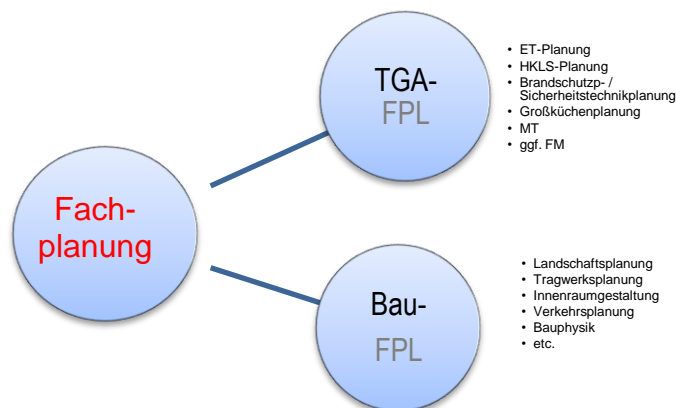 Fach-
planung
TGA-
FPL
• ET-Planung
• HKLS-Planung
• Brandschutzp- /
Sicherheitstechnikplanung
• Großküchenplanung
• MT
• ggf. FM
Bau-
FPL
• Landschaftsplanung
• Tragwerksplanung
• Innenraumgestaltung
• Verkehrsplanung
• Bauphysik
• etc.